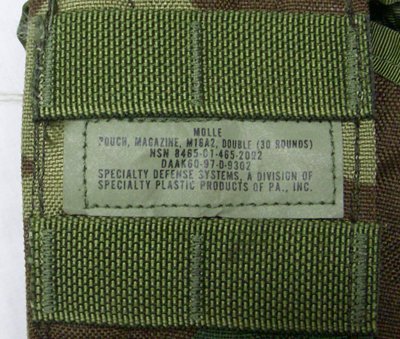 MOLLE
POUCH, MAGAZINE, M16A2, DOUBLE (30 ROUNDS)
NSN 8465-01-465-2092
DAAK60-97-D-9302
SPECIALTY DEFENSE SYSTEMS, A DIVISION OF
SPECIALTY PLASTIC PRODUCTS OF PA., INC.